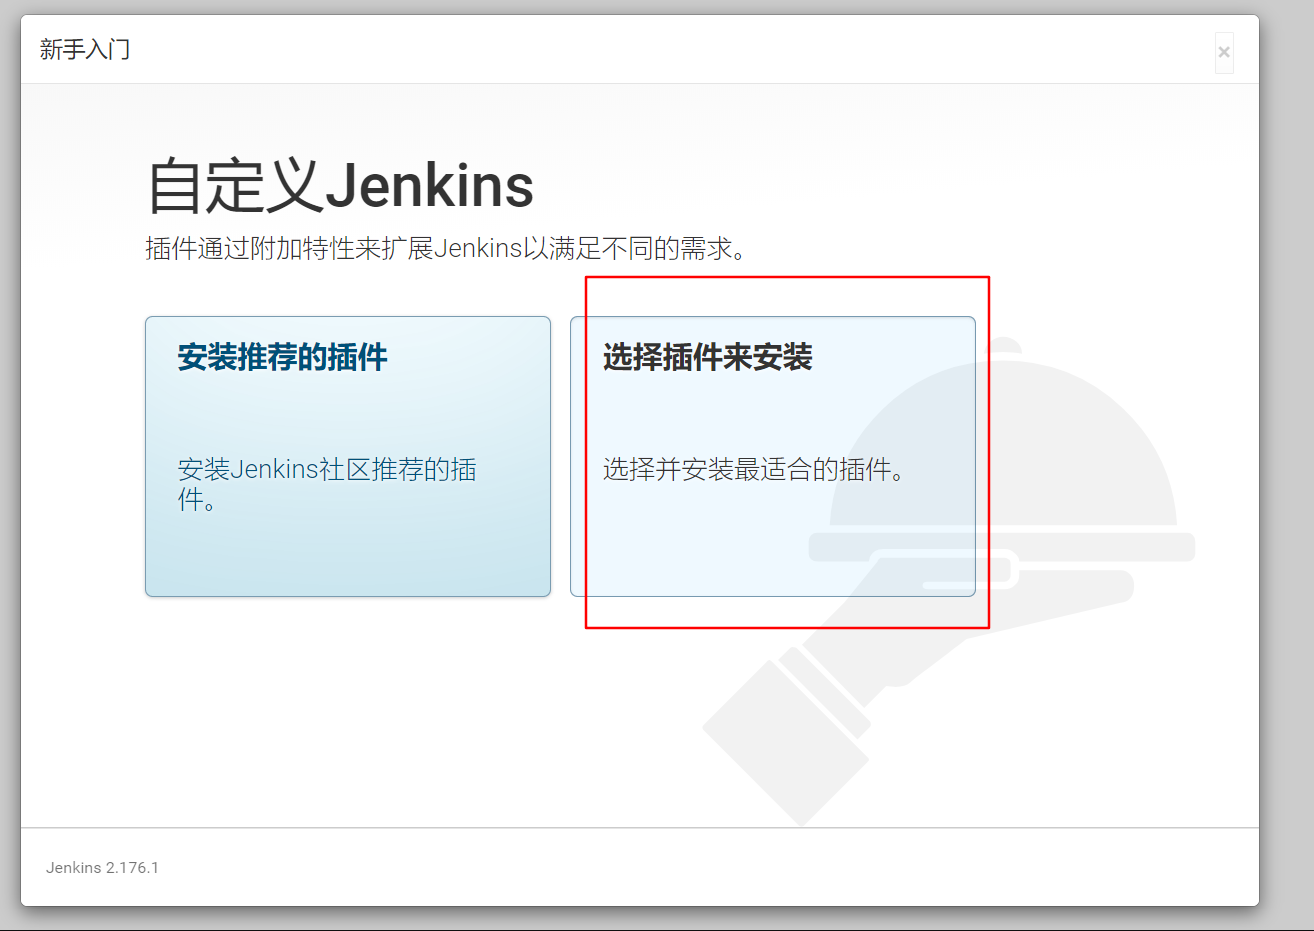 新手入门
×
自定义Jenkins
插件通过附加特性来扩展Jenkins以满足不同的需求。
安装推荐的插件
安装Jenkins社区推荐的插
件。
选择插件来安装
选择并安装最适合的插件。
Jenkins 2.176.1